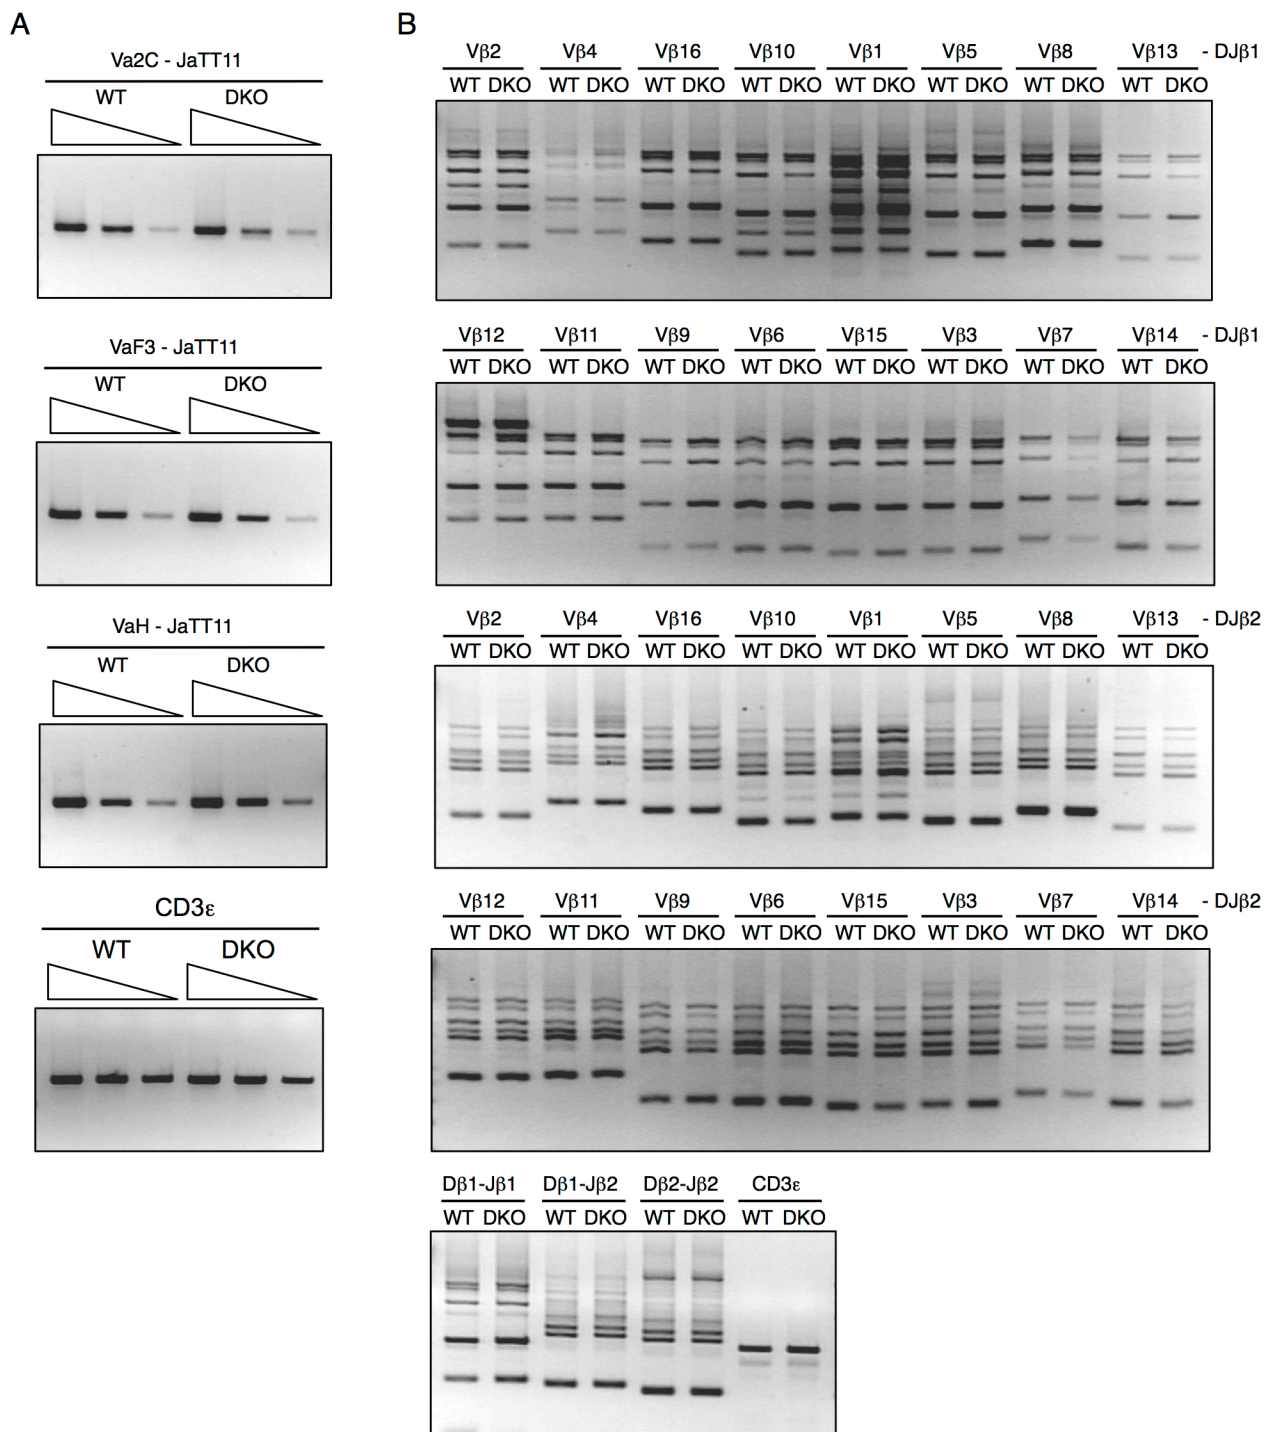 A
Va2C - JaTT11
WT DKO
VaF3 - JaTT11
WT DKO
VaH - JaTT11
WT DKO
CD3ε
WT DKO
B
Vβ2 Vβ4 Vβ16 Vβ10 Vβ1 Vβ5 Vβ8 Vβ13 - DJβ1
WT DKO WT DKO WT DKO WT DKO WT DKO WT DKO WT DKO WT DKO
Vβ12 Vβ11 Vβ9 Vβ6 Vβ15 Vβ3 Vβ7 Vβ14 - DJβ1
WT DKO WT DKO WT DKO WT DKO WT DKO WT DKO WT DKO WT DKO
Vβ2 Vβ4 Vβ16 Vβ10 Vβ1 Vβ5 Vβ8 Vβ13 - DJβ2
WT DKO WT DKO WT DKO WT DKO WT DKO WT DKO WT DKO WT DKO
Vβ12 Vβ11 Vβ9 Vβ6 Vβ15 Vβ3 Vβ7 Vβ14 - DJβ2
WT DKO WT DKO WT DKO WT DKO WT DKO WT DKO WT DKO WT DKO
Dβ1-Jβ1 Dβ1-Jβ2 Dβ2-Jβ2 CD3ε
WT DKO WT DKO WT DKO WT DKO